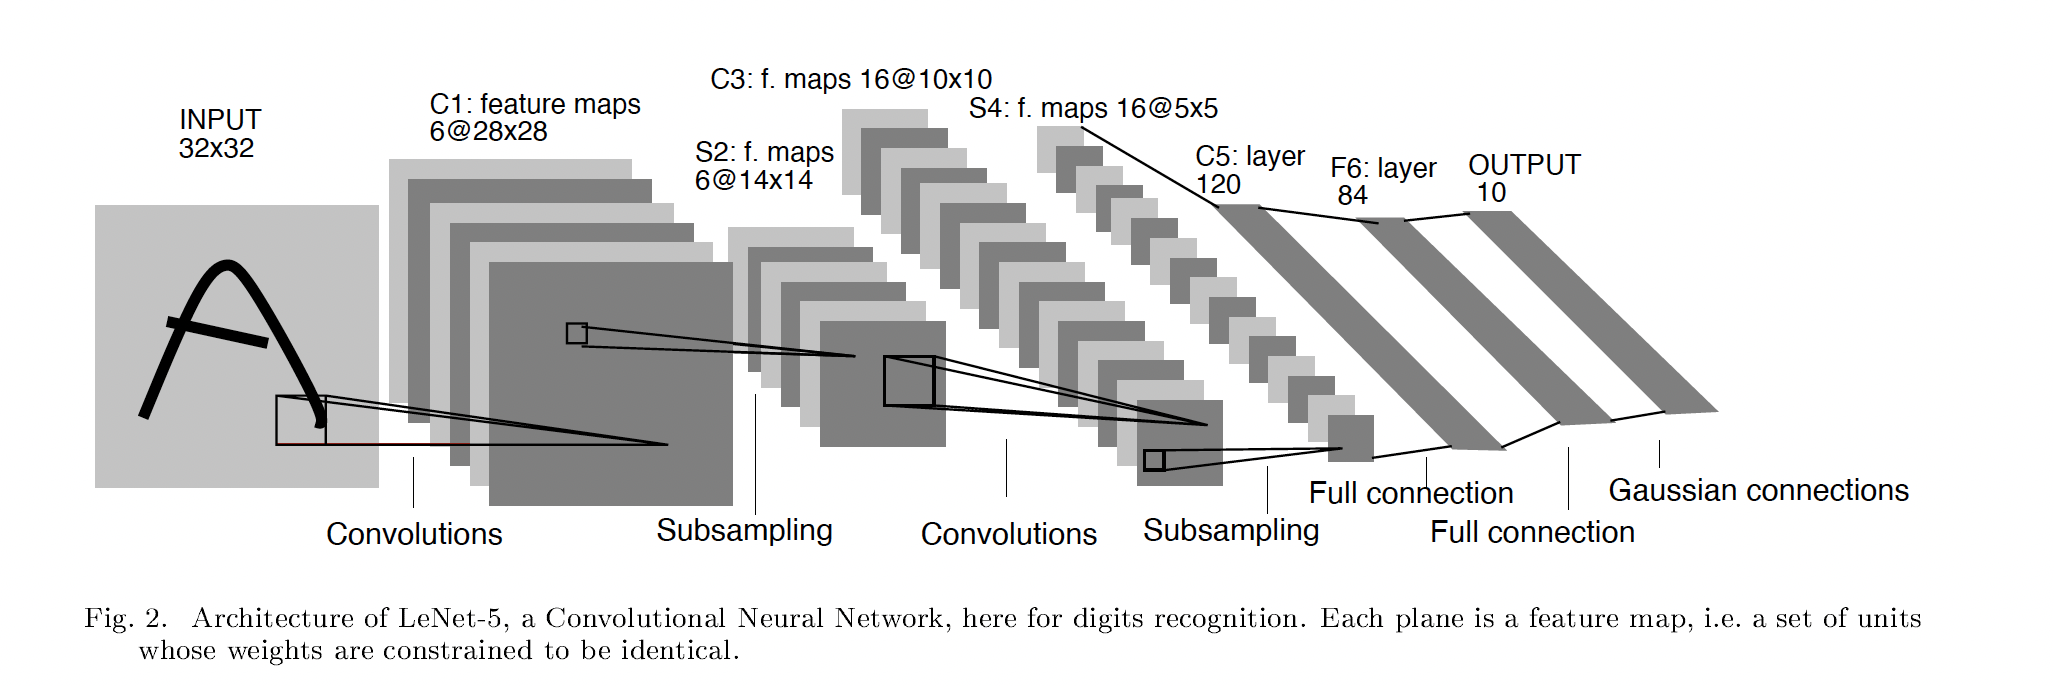 INPUT
32x32
C1: feature maps
6@28x28
S2: f. maps
6@14x14
C3: f. maps 16@10x10
S4: f. maps 16@5x5
C5: layer
120
F6: layer
84
OUTPUT
10
Convolutions
Subsampling
Convolutions
Subsampling
Full connection
Full connection
Gaussian connections
Fig. 2. Architecture of LeNet-5, a Convolutional Neural Network, here for digits recognition. Each plane is a feature map, i.e. a set of units
whose weights are constrained to be identical.